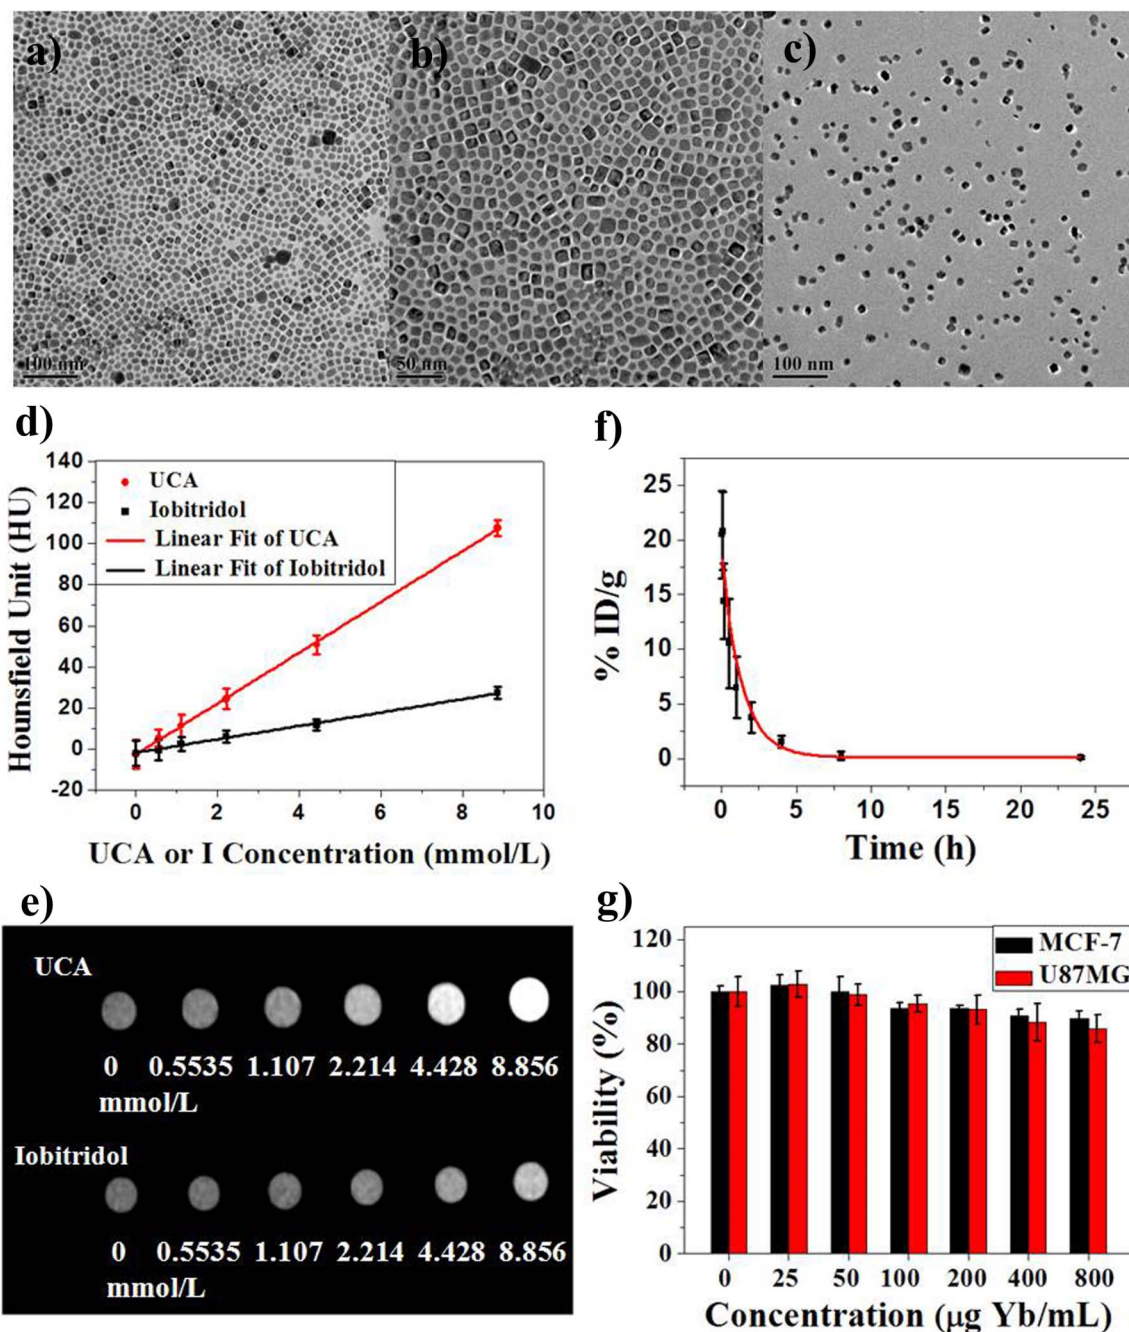 a)
b)
c)
100 nm
50 nm
100 nm
d)
140
120
100
80
60
40
20
0
-20
Hounsfield Unit (HU)
UCA
Iobitridol
Linear Fit of UCA
Linear Fit of Iobitridol
0 2 4 6 8 10
UCA or I Concentration (mmol/L)
f)
25
20
15
10
5
0
% ID/g
0 5 10 15 20 25
Time (h)
e)
UCA
0 0.5535 1.107 2.214 4.428 8.856
mmol/L
Iobitridol
0 0.5535 1.107 2.214 4.428 8.856
mmol/L
g)
120
100
80
60
40
20
0
Viability (%)
MCF-7
U87MG
0 25 50 100 200 400 800
Concentration (μg Yb/mL)